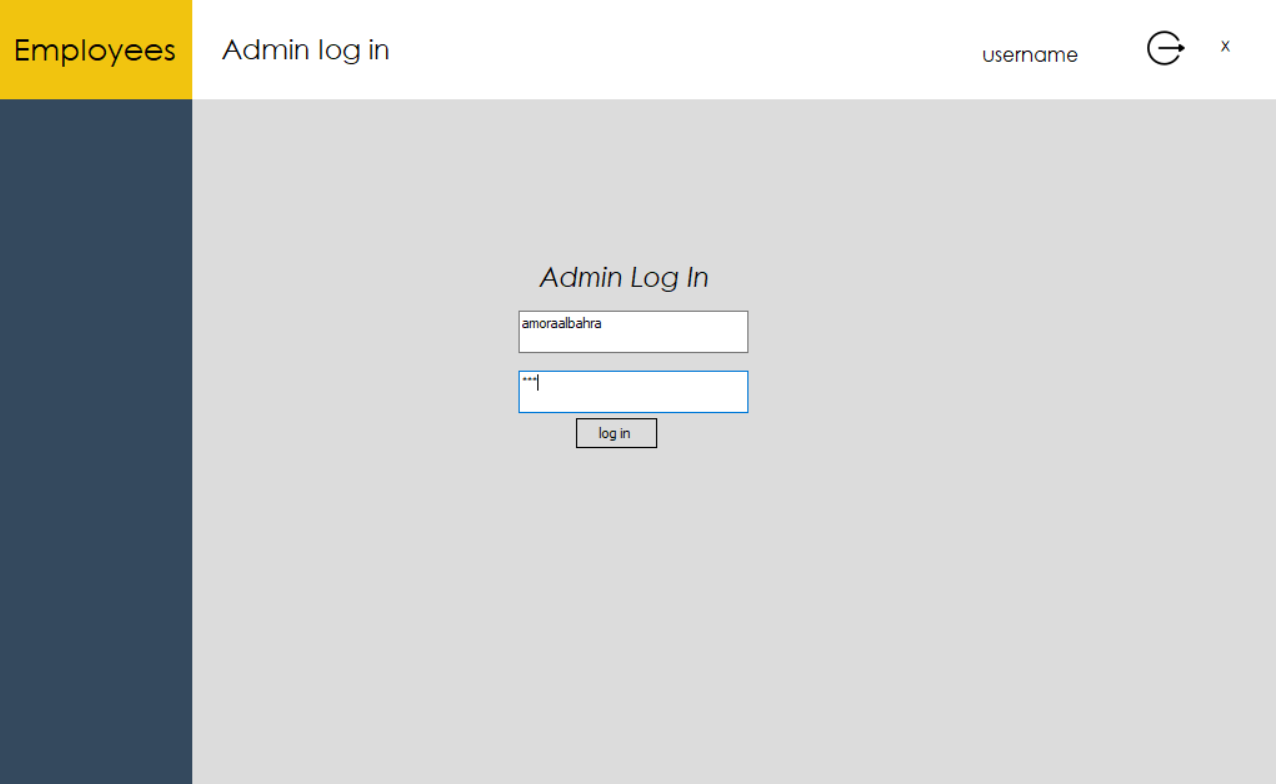 Employees
Admin log in
username
x
Admin Log In
amoraalbahra
***
log in